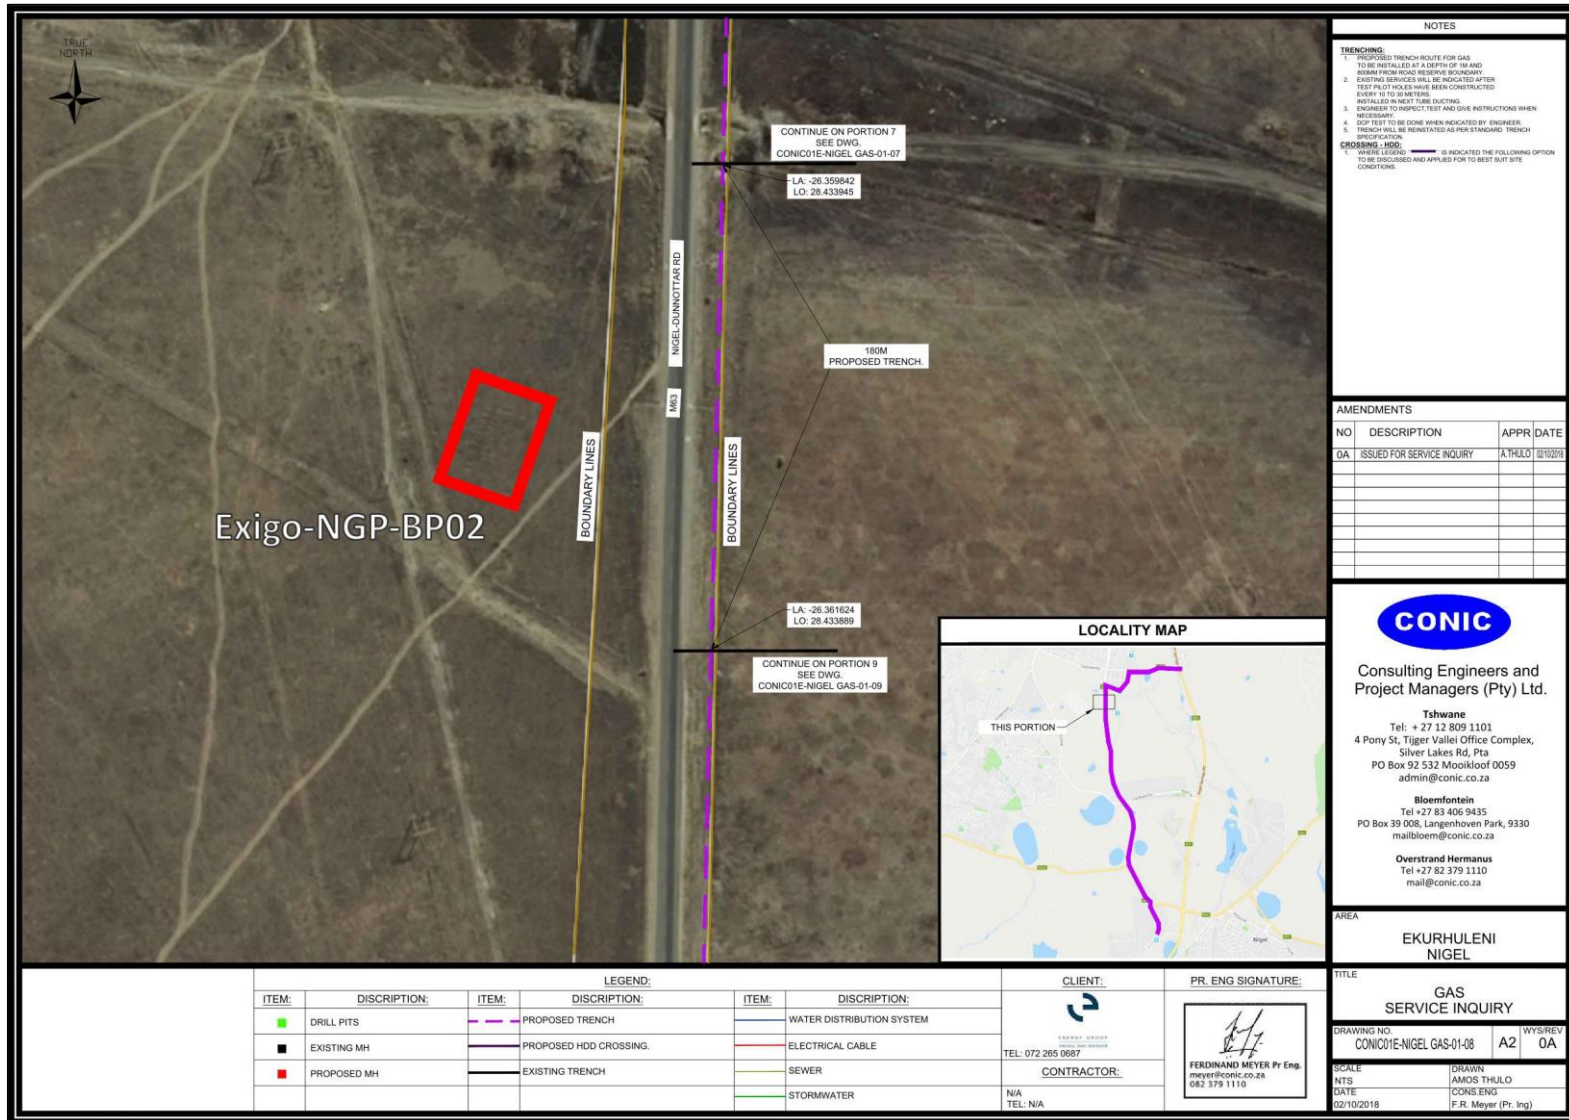 TRUE
NORTH
CONTINUE ON PORTION 7
SEE DWG.
CONIC01E-NIGEL GAS-01-07
LA: -26.359842
LO: 28.433945
NIGEL-DUNNOTTAR RD
M63
180M
PROPOSED TRENCH.
BOUNDARY LINES
BOUNDARY LINES
Exigo-NGP-BP02
LA: -26.361624
LO: 28.433889
CONTINUE ON PORTION 9
SEE DWG.
CONIC01E-NIGEL GAS-01-09
LOCALITY MAP
THIS PORTION
Nigel
NOTES
TRENCHING:
1. PROPOSED TRENCH ROUTE FOR GAS
TO BE INSTALLED AT A DEPTH OF 1M AND
800MM FROM ROAD RESERVE BOUNDARY.
2. EXISTING SERVICES WILL BE INDICATED AFTER
TEST PILOT HOLES HAVE BEEN CONSTRUCTED
EVERY 10 TO 30 METERS.
INSTALLED IN NEXT TUBE DUCTING.
3. ENGINEER TO INSPECT,TEST AND GIVE INSTRUCTIONS WHEN
NECESSARY.
4. DCP TEST TO BE DONE WHEN INDICATED BY ENGINEER.
5. TRENCH WILL BE REINSTATED AS PER STANDARD TRENCH
SPECIFICATION.
CROSSING - HDD:
1. WHERE LEGEND IS INDICATED THE FOLLOWING OPTION
TO BE DISCUSSED AND APPLIED FOR TO BEST SUIT SITE
CONDITIONS.
AMENDMENTS
NO DESCRIPTION APPR DATE
0A ISSUED FOR SERVICE INQUIRY A.THULO 02/10/2018
CONIC
Consulting Engineers and
Project Managers (Pty) Ltd.
Tshwane
Tel: + 27 12 809 1101
4 Pony St, Tijger Vallei Office Complex,
Silver Lakes Rd, Pta
PO Box 92 532 Mooikloof 0059
admin@conic.co.za
Bloemfontein
Tel +27 83 406 9435
PO Box 39 008, Langenhoven Park, 9330
mailbloem@conic.co.za
Overstrand Hermanus
Tel +27 82 379 1110
mail@conic.co.za
AREA
EKURHULENI
NIGEL
TITLE
GAS
SERVICE INQUIRY
DRAWING NO. WYS/REV
CONIC01E-NIGEL GAS-01-08 A2 0A
SCALE DRAWN
NTS AMOS THULO
DATE CONS.ENG
02/10/2018 F.R. Meyer (Pr. Ing)
LEGEND:
ITEM: DISCRIPTION: ITEM: DISCRIPTION: ITEM: DISCRIPTION:
DRILL PITS PROPOSED TRENCH WATER DISTRIBUTION SYSTEM
EXISTING MH PROPOSED HDD CROSSING. ELECTRICAL CABLE
PROPOSED MH EXISTING TRENCH SEWER
STORMWATER
CLIENT:
ENERGY GROUP
TEL: 072 265 0687
CONTRACTOR:
N/A
TEL: N/A
PR. ENG SIGNATURE:
FERDINAND MEYER Pr Eng.
meyer@conic.co.za
082 379 1110